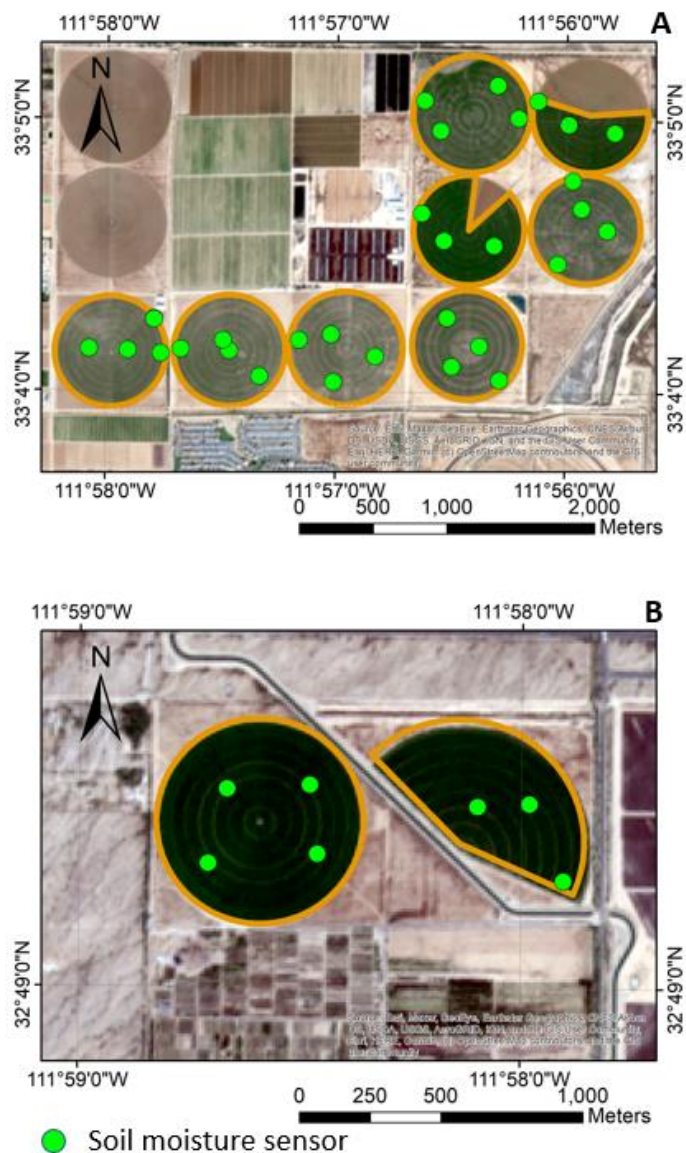 A
111°58'0"W 111°57'0"W 111°56'0"W
N
33°5'0"N 33°5'0"N
33°4'0"N 33°4'0"N
user community
111°58'0"W 111°57'0"W 111°56'0"W
0 500 1,000 2,000
Meters
B
111°59'0"W 111°58'0"W
N
32°49'0"N 32°49'0"N
111°59'0"W 111°58'0"W
0 250 500 1,000
Meters
Soil moisture sensor